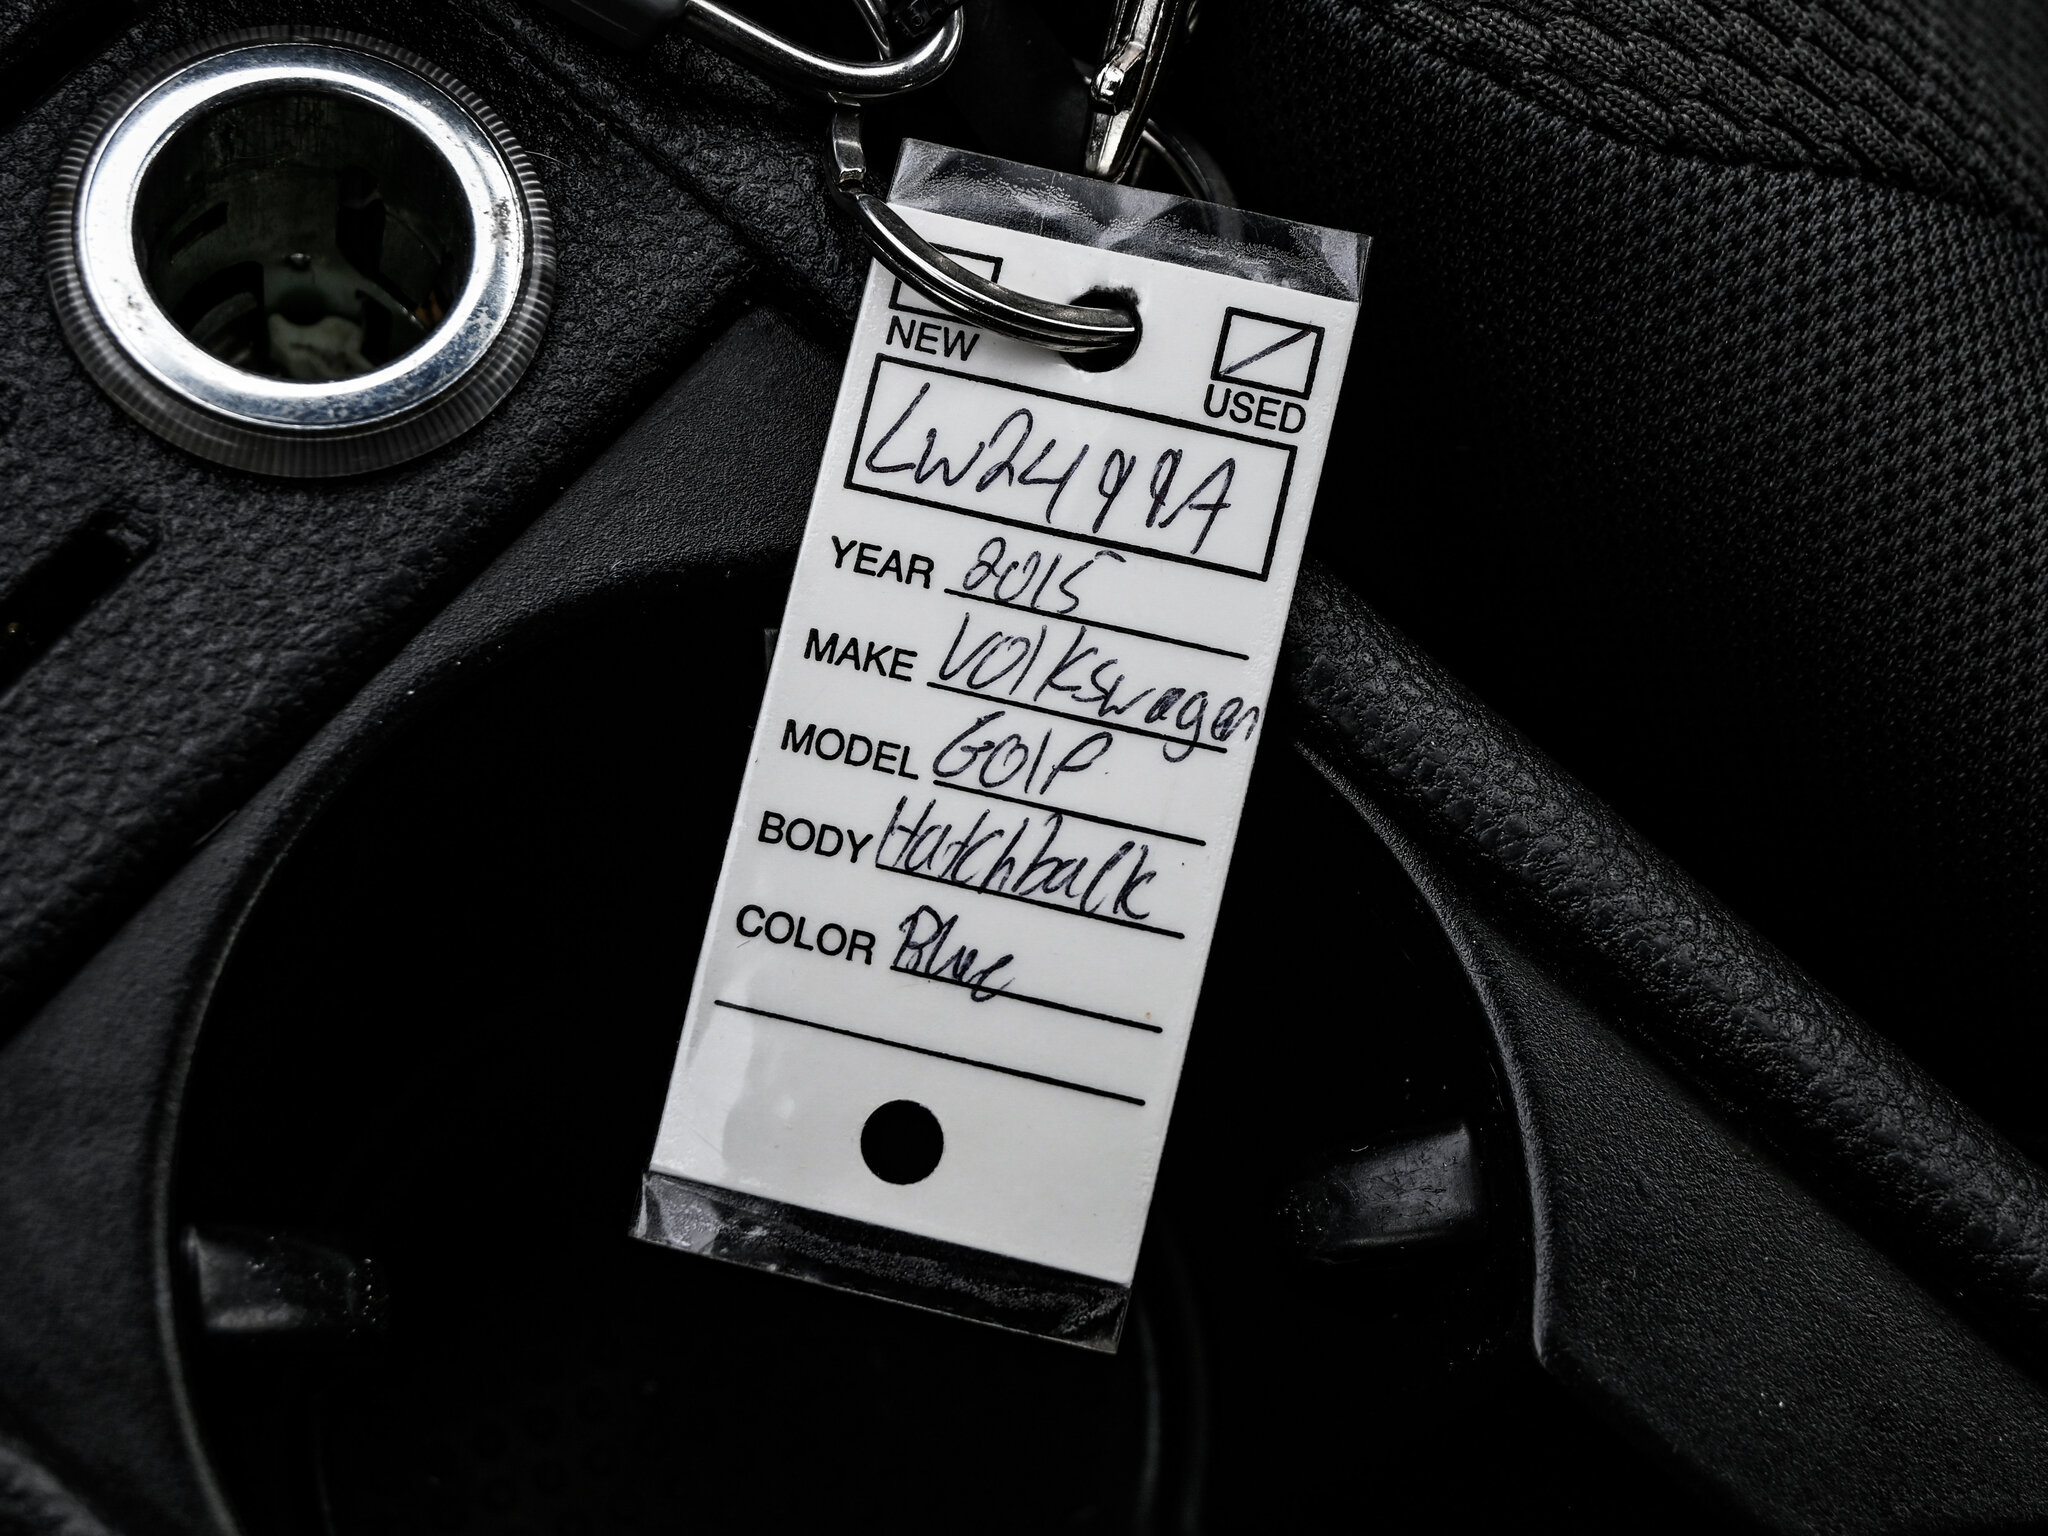 NEW USED
LW2499A
YEAR 2015
MAKE Volkswagen
MODEL Golf
BODY Hatchback
COLOR Blue